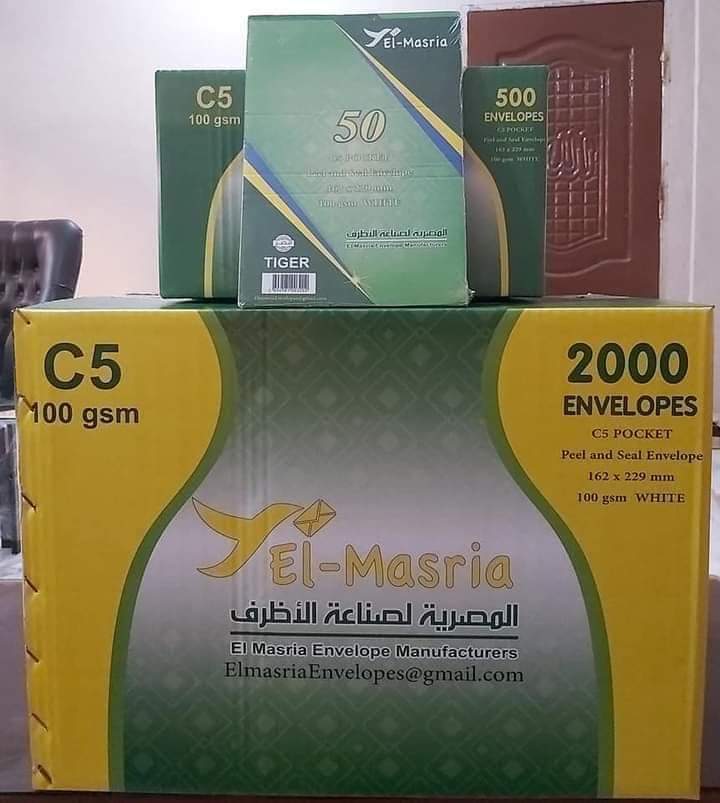 El-Masria
50
C5 POCKET
Peel and Seal Envelope
162 x 229 mm
100 gsm WHITE
المصرية لصناعة الأظرف
El Masria Envelope Manufacturers
TIGER
C5
100 gsm
500
ENVELOPES
C5 POCKET
Peel and Seal Envelope
162 x 229 mm
100 gsm WHITE
C5
100 gsm
2000
ENVELOPES
C5 POCKET
Peel and Seal Envelope
162 x 229 mm
100 gsm WHITE
El-Masria
المصرية لصناعة الأظرف
El Masria Envelope Manufacturers
ElmasriaEnvelopes@gmail.com